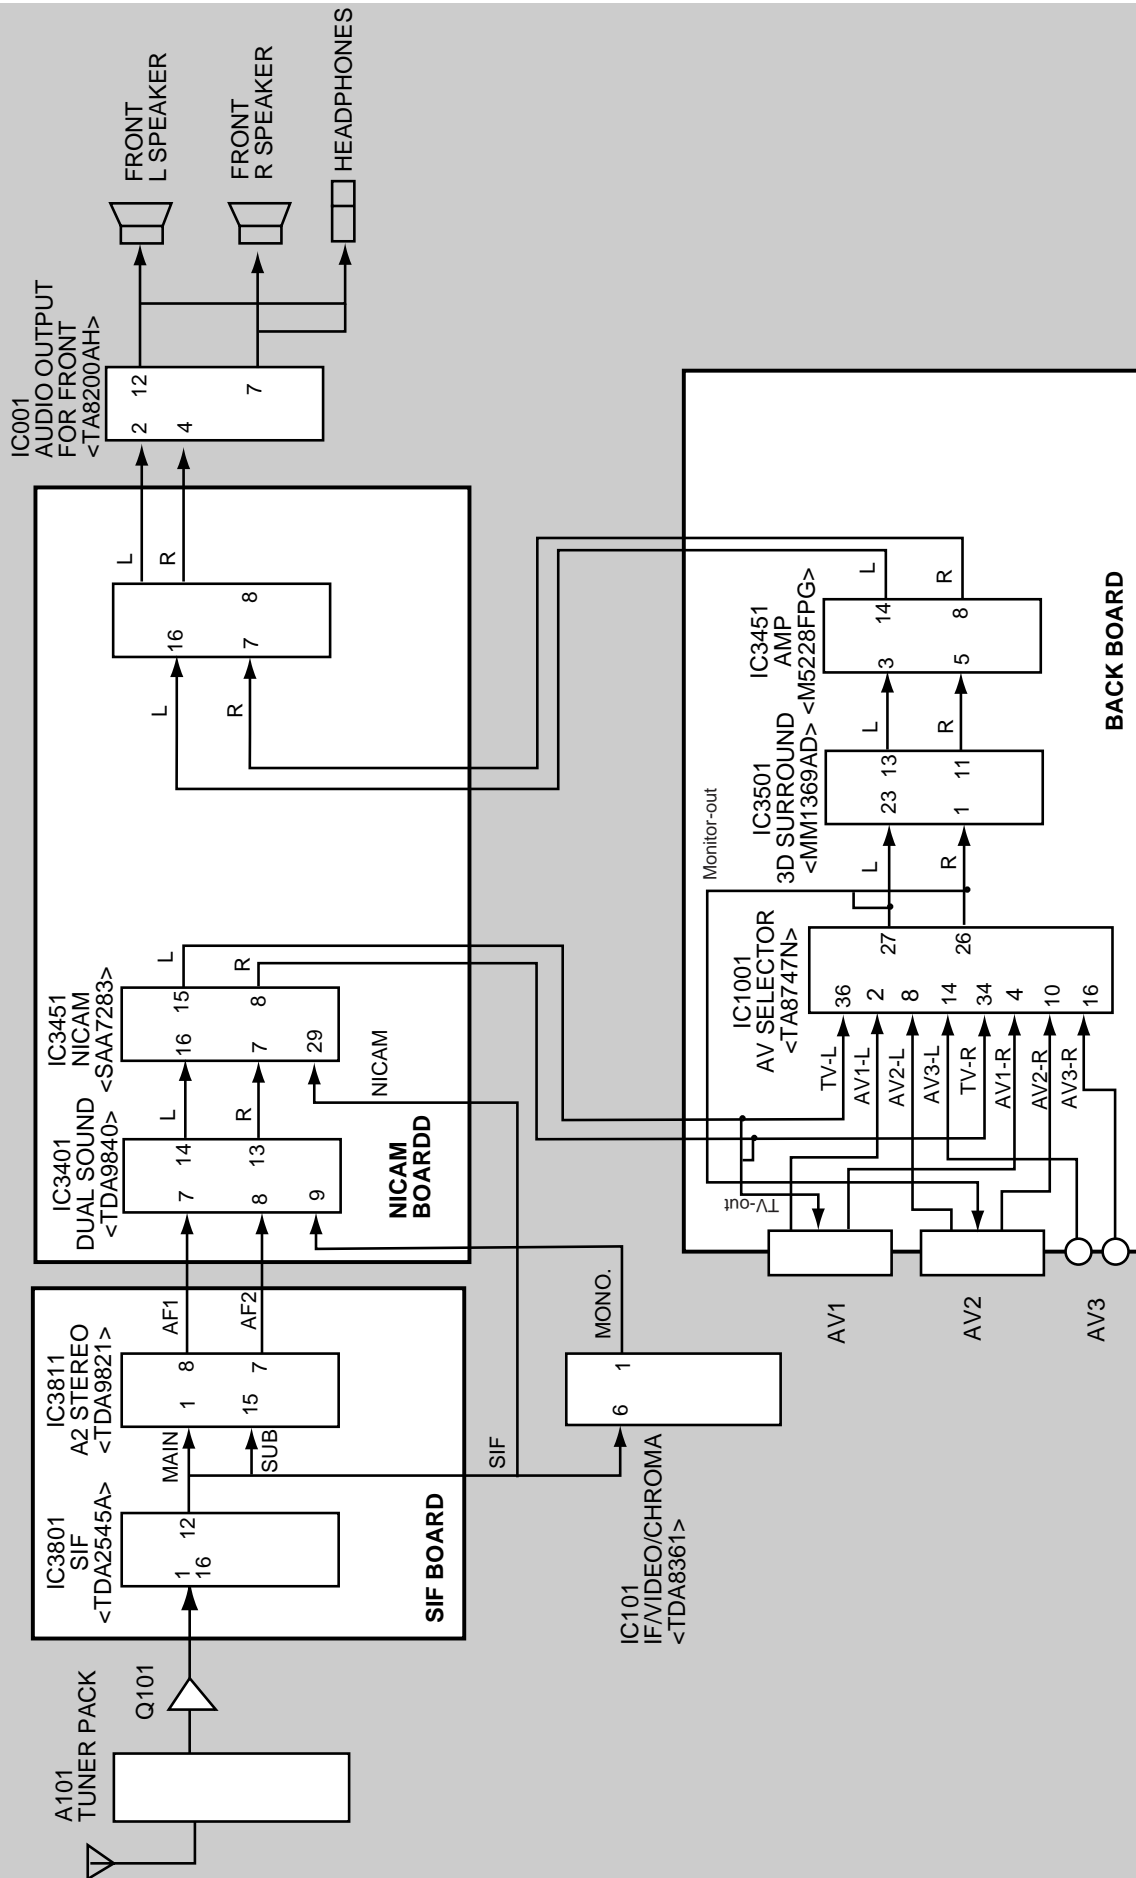 A101
TUNER PACK
Q101
IC3801
SIF
<TDA2545A>
1
16
12
MAIN
SUB
IC3811
A2 STEREO
<TDA9821>
1
8
15
7
AF1
AF2
SIF BOARD
SIF
IC101
IF/VIDEO/CHROMA
<TDA8361>
6
1
MONO.
IC3401
DUAL SOUND
<TDA9840>
7
14
8
13
9
L
R
NICAM
BOARDD
IC3451
NICAM
<SAA7283>
16
15
7
8
29
NICAM
L
R
L
R
16
7
8
L
R
IC001
AUDIO OUTPUT
FOR FRONT
<TA8200AH>
2
12
4
7
FRONT
L SPEAKER
FRONT
R SPEAKER
HEADPHONES
AV1
AV2
AV3
TV-out
Monitor-out
TV-L
AV1-L
AV2-L
AV3-L
TV-R
AV1-R
AV2-R
AV3-R
IC1001
AV SELECTOR
<TA8747N>
36
2
8
14
34
4
10
16
27
26
L
R
IC3501
3D SURROUND
<MM1369AD>
23
13
1
11
L
R
IC3451
AMP
<M5228FPG>
3
14
5
8
L
R
BACK BOARD